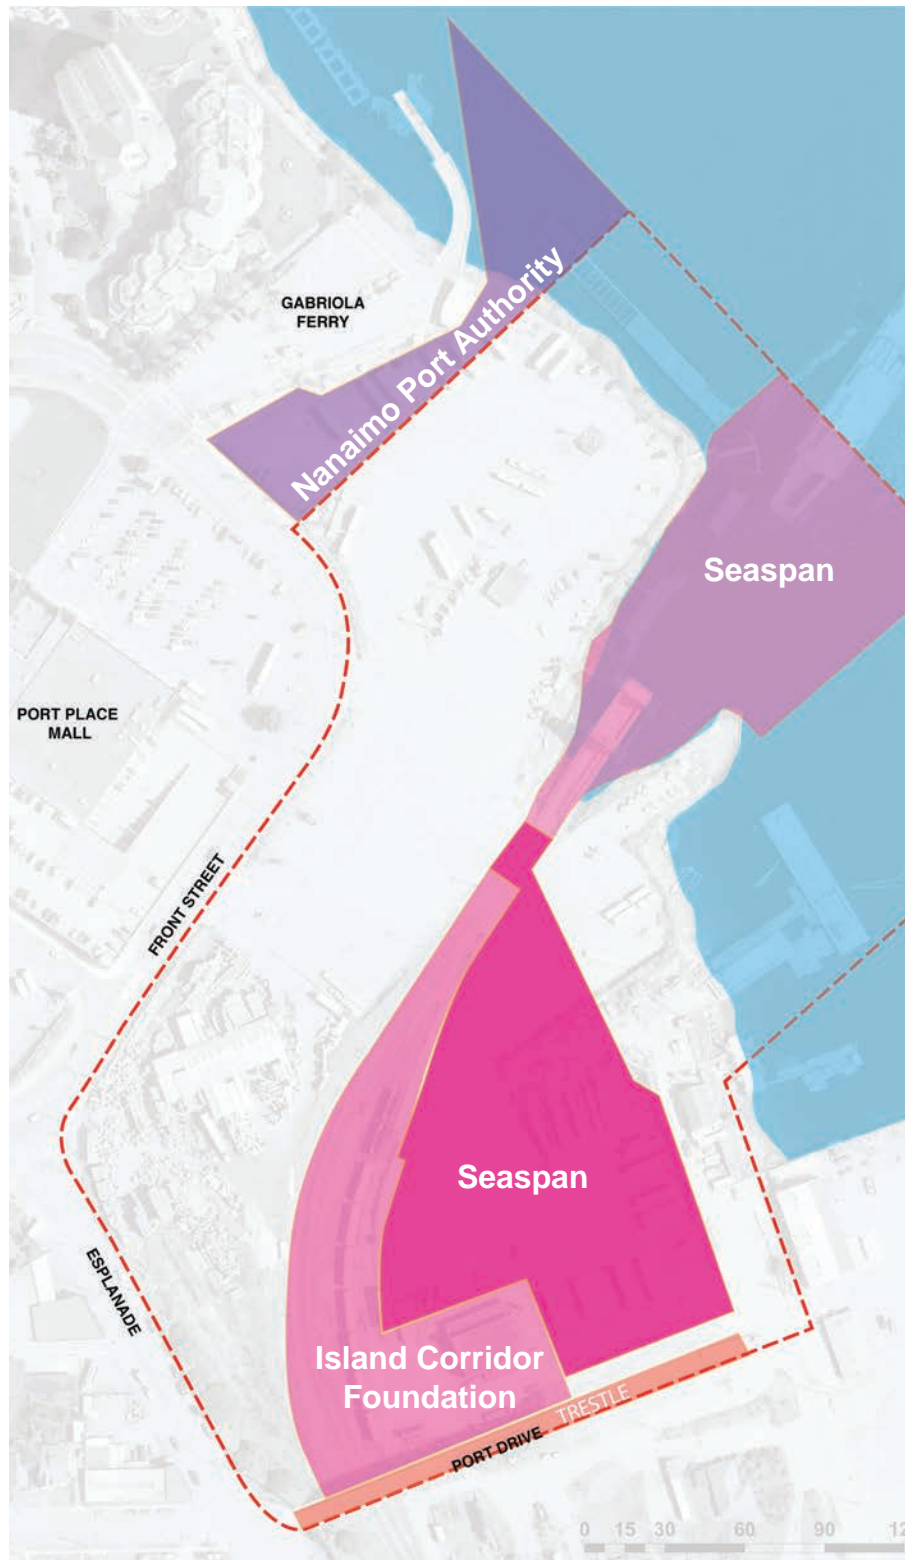 GABRIOLA
FERRY
Nanaimo Port Authority
Seaspan
PORT PLACE
MALL
FRONT STREET
Seaspan
ESPLANADE
Island Corridor
Foundation
TRESTLE
PORT DRIVE
0 15 30 60 90